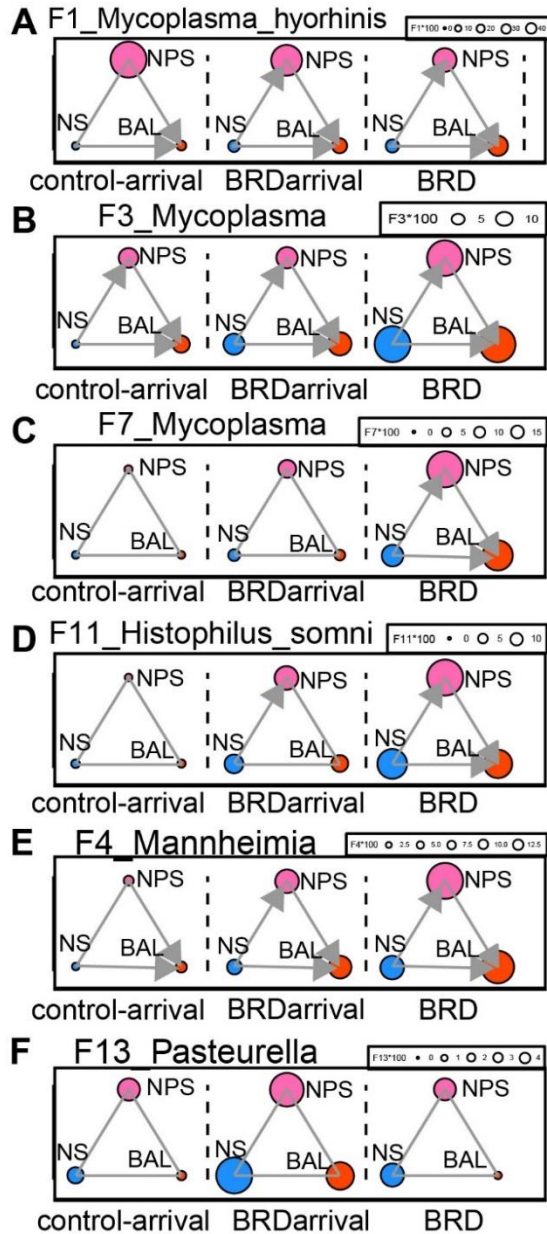 A F1_Mycoplasma_hyorhinis F1*100 0 10 20 30 40
NPS NPS NPS
NS BAL NS BAL NS BAL
control-arrival BRDarrival BRD
B F3_Mycoplasma F3*100 5 10
NPS NPS NPS
NS BAL NS BAL NS BAL
control-arrival BRDarrival BRD
C F7_Mycoplasma F7*100 0 5 10 15
NPS NPS NPS
NS BAL NS BAL NS BAL
control-arrival BRDarrival BRD
D F11_Histophilus_somni F11*100 0 5 10
NPS NPS NPS
NS BAL NS BAL NS BAL
control-arrival BRDarrival BRD
E F4_Mannheimia F4*100 2.5 5.0 7.5 10.0 12.5
NPS NPS NPS
NS BAL NS BAL NS BAL
control-arrival BRDarrival BRD
F F13_Pasteurella F13*100 0 1 2 3 4
NPS NPS NPS
NS BAL NS BAL NS BAL
control-arrival BRDarrival BRD